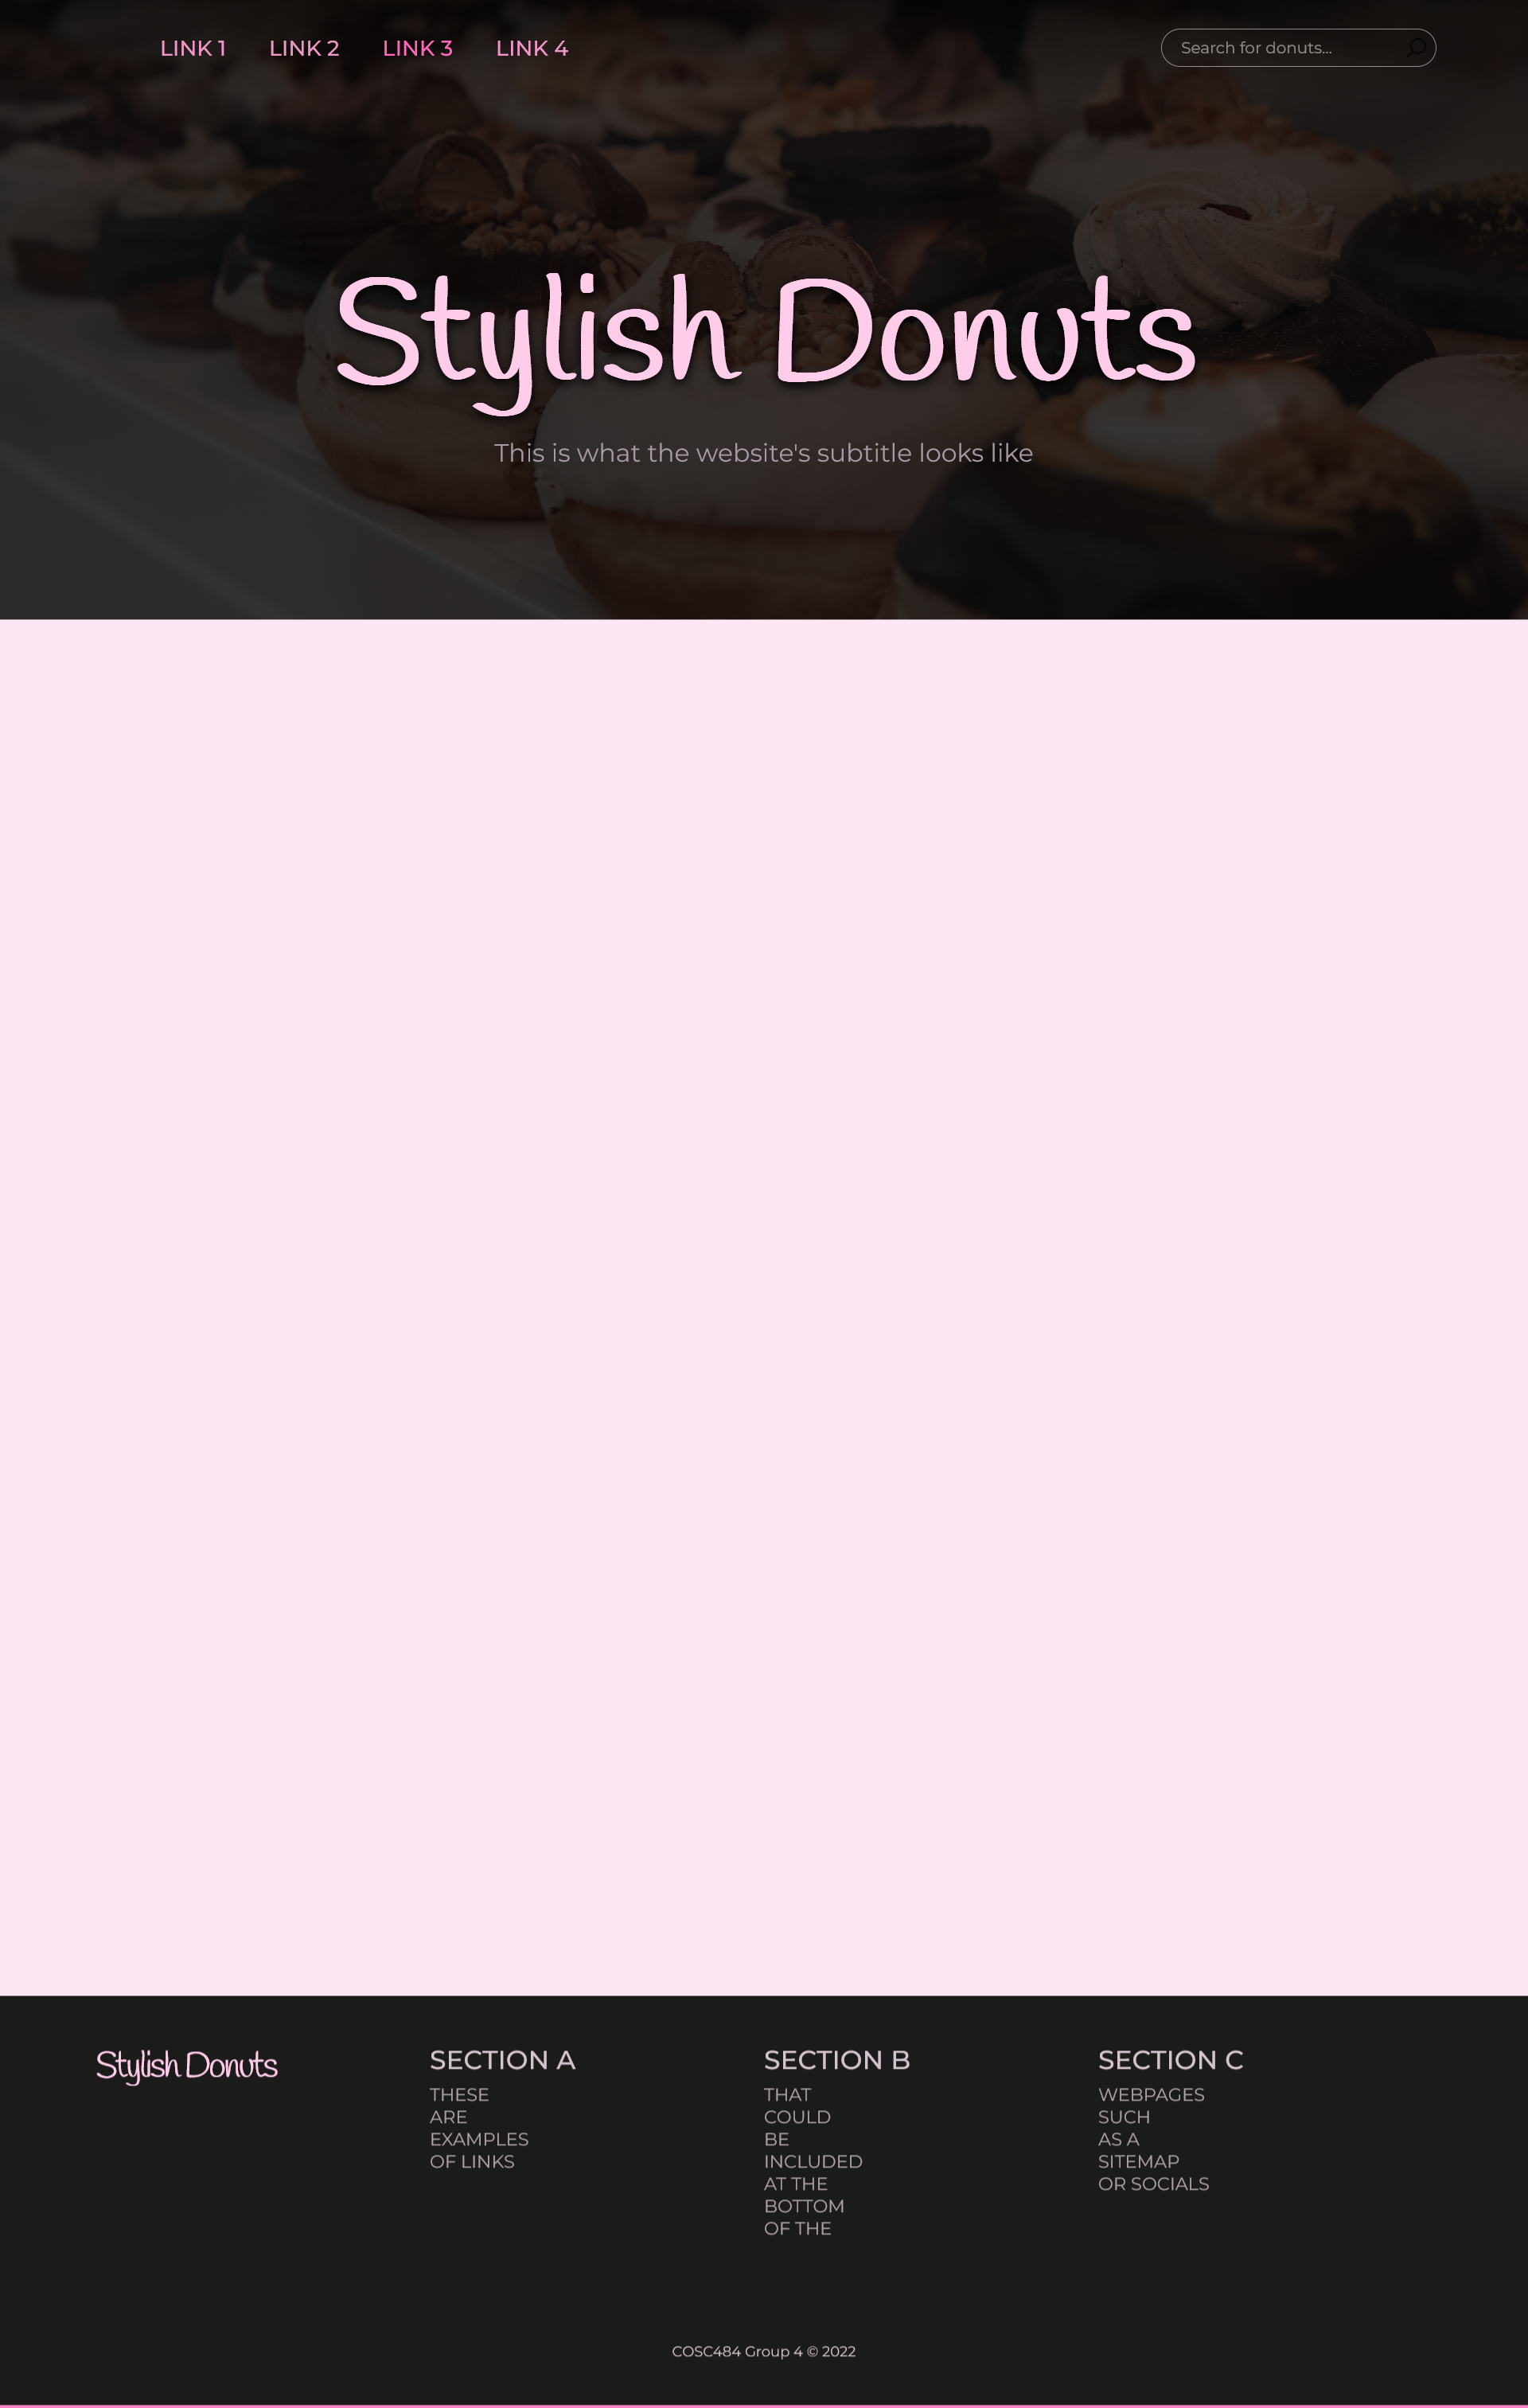 LINK 1 LINK 2 LINK 3 LINK 4 Search for donuts...
Stylish Donuts
This is what the website's subtitle looks like
Stylish Donuts
SECTION A
THESE
ARE
EXAMPLES
OF LINKS
SECTION B
THAT
COULD
BE
INCLUDED
AT THE
BOTTOM
OF THE
SECTION C
WEBPAGES
SUCH
AS A
SITEMAP
OR SOCIALS
COSC484 Group 4 © 2022